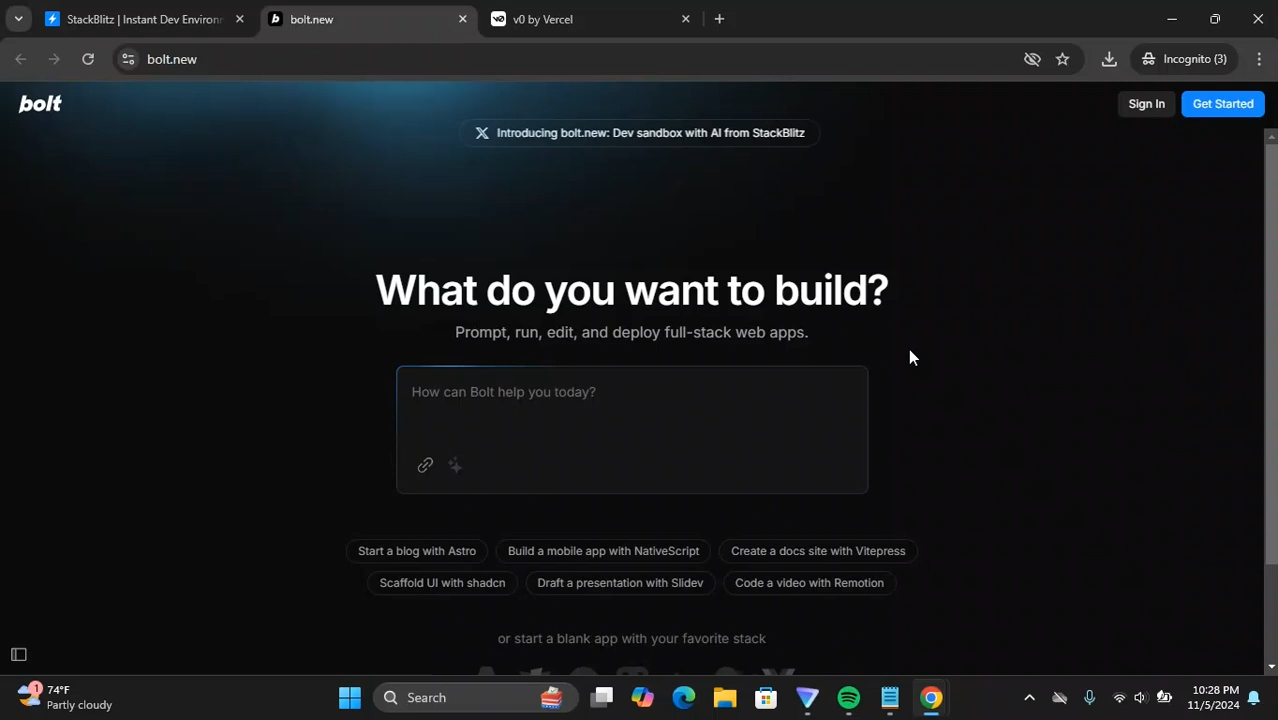 StackBlitz | Instant Dev Environ
bolt.new
v0 by Vercel
bolt.new
Incognito (3)
bolt
Sign In
Get Started
Introducing bolt.new: Dev sandbox with AI from StackBlitz
What do you want to build?
Prompt, run, edit, and deploy full-stack web apps.
How can Bolt help you today?
Start a blog with Astro
Build a mobile app with NativeScript
Create a docs site with Vitepress
Scaffold UI with shadcn
Draft a presentation with Slidev
Code a video with Remotion
or start a blank app with your favorite stack
1
74°F
Partly cloudy
Search
10:28 PM
11/5/2024